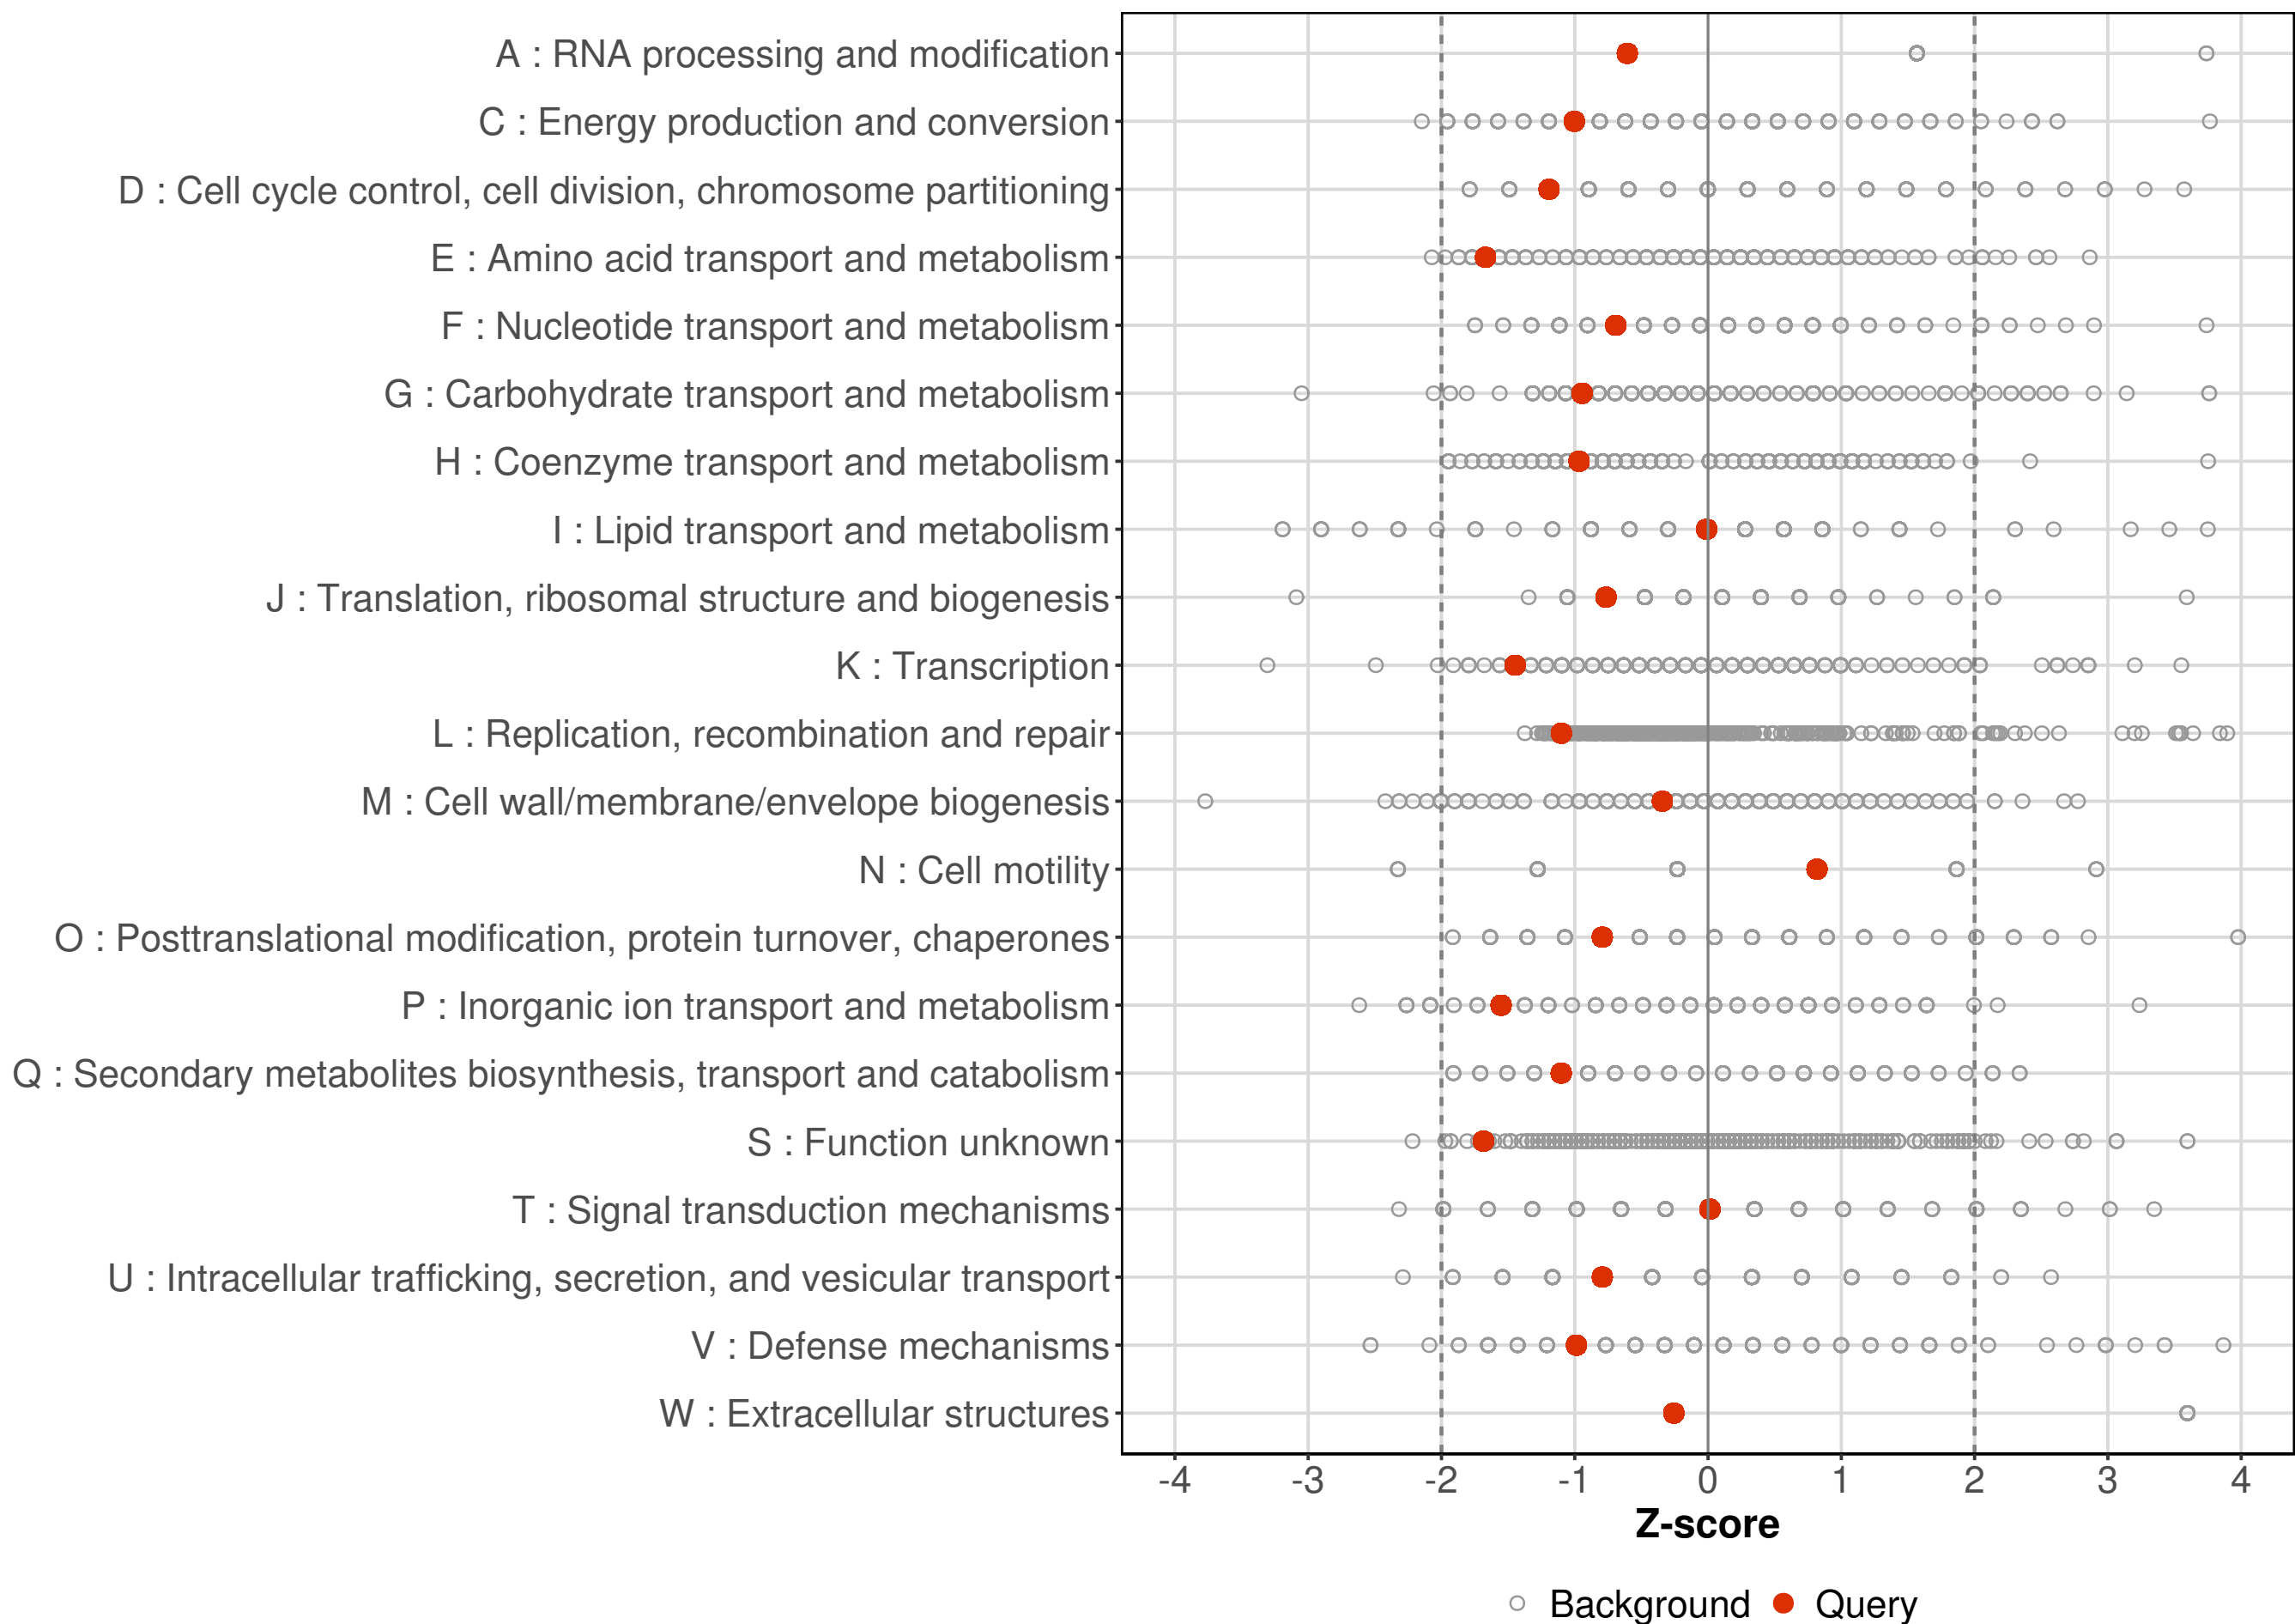 A : RNA processing and modification
C : Energy production and conversion
D : Cell cycle control, cell division, chromosome partitioning
E : Amino acid transport and metabolism
F : Nucleotide transport and metabolism
G : Carbohydrate transport and metabolism
H : Coenzyme transport and metabolism
I : Lipid transport and metabolism
J : Translation, ribosomal structure and biogenesis
K : Transcription
L : Replication, recombination and repair
M : Cell wall/membrane/envelope biogenesis
N : Cell motility
O : Posttranslational modification, protein turnover, chaperones
P : Inorganic ion transport and metabolism
Q : Secondary metabolites biosynthesis, transport and catabolism
S : Function unknown
T : Signal transduction mechanisms
U : Intracellular trafficking, secretion, and vesicular transport
V : Defense mechanisms
W : Extracellular structures
-4 -3 -2 -1 0 1 2 3 4
Z-score
Background Query